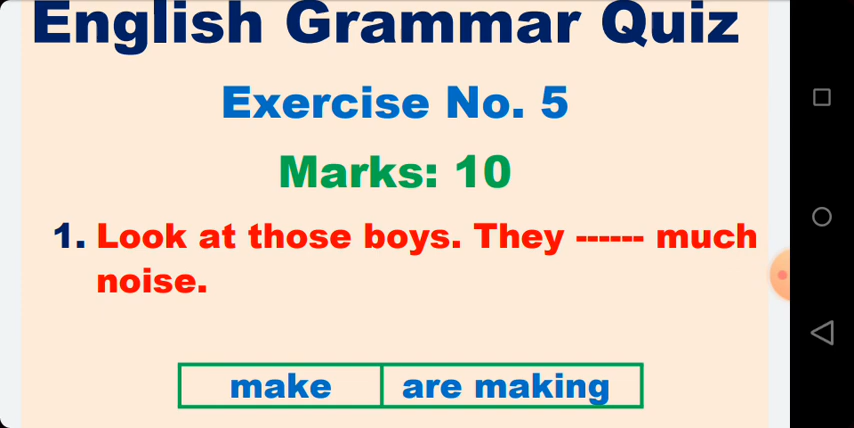 English Grammar Quiz
Exercise No. 5
Marks: 10
1. Look at those boys. They ------ much
noise.
make are making